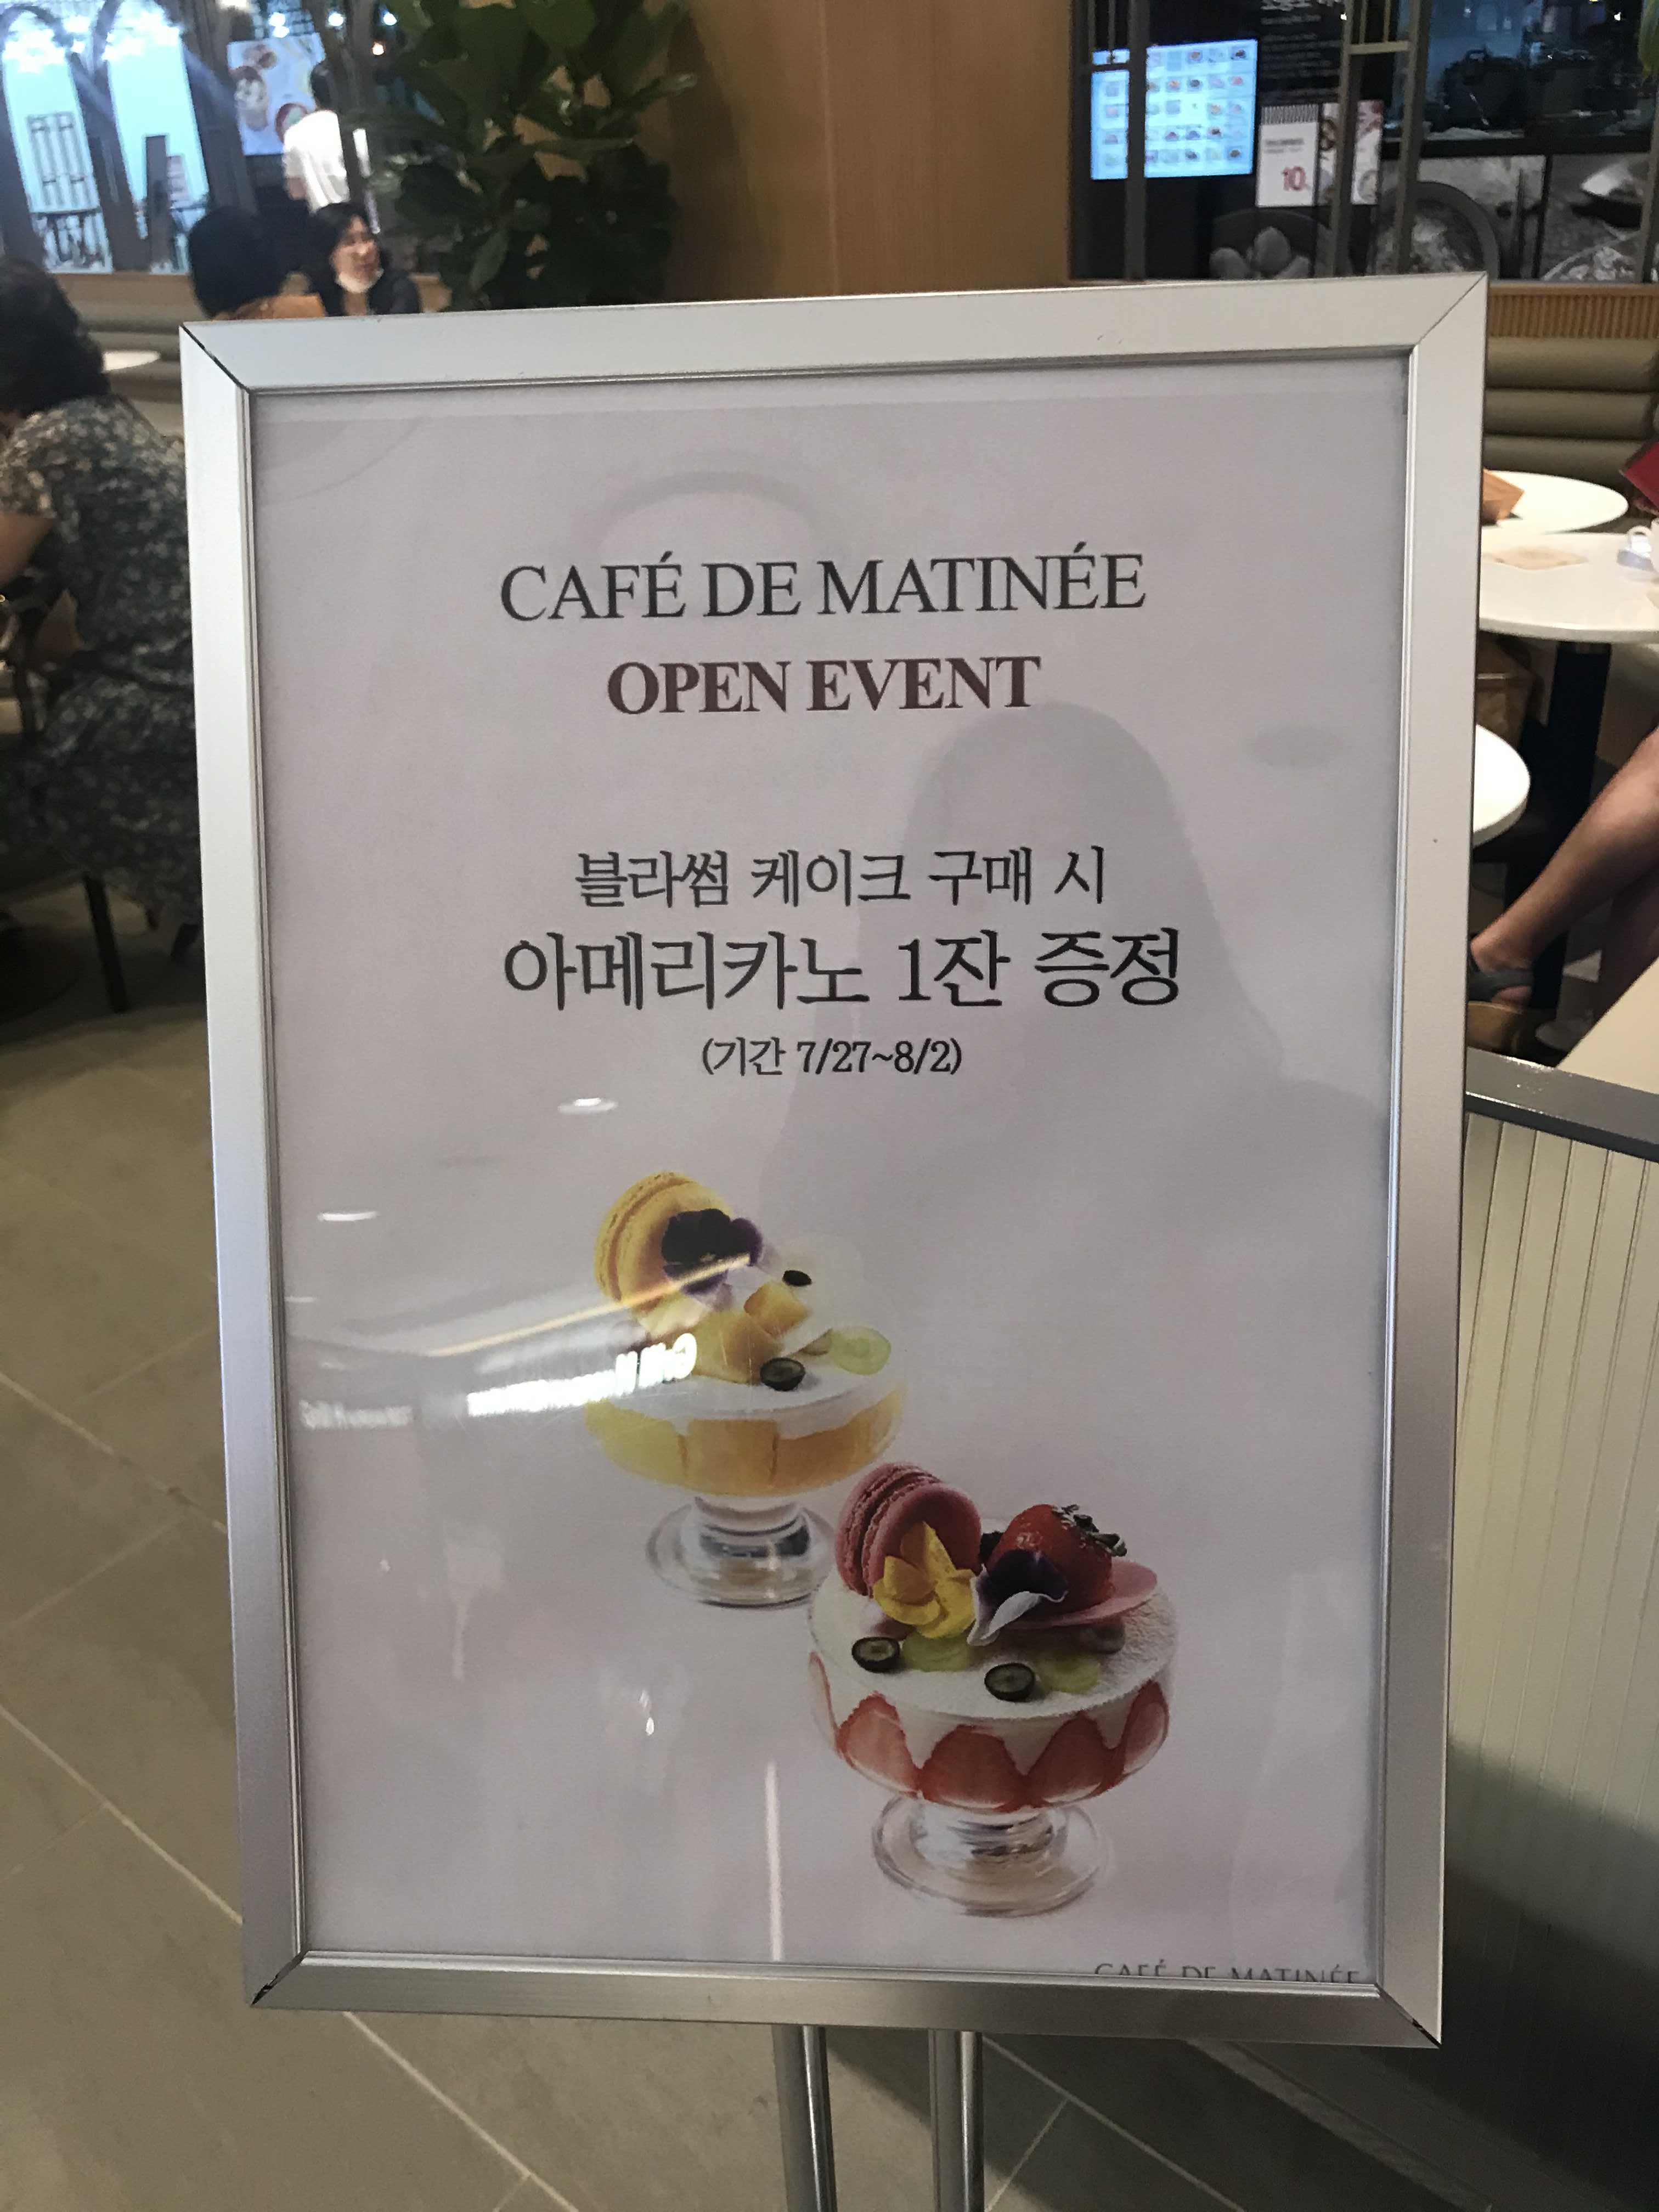 10
CAFÉ DE MATINÉE
OPEN EVENT
블라썸 케이크 구매 시
아메리카노 1잔 증정
(기간 7/27~8/2)
CAFÉ DE MATINÉE